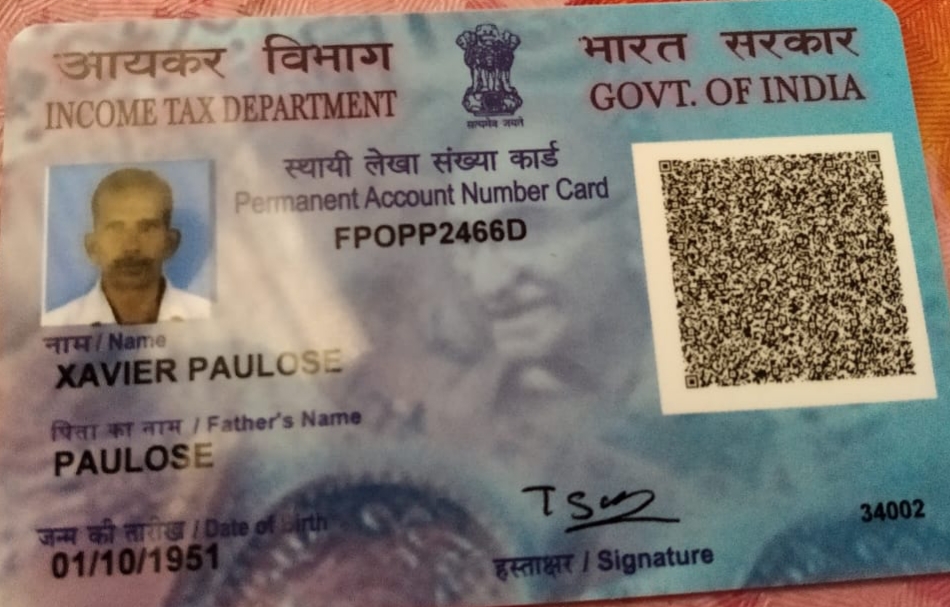 आयकर विभाग
INCOME TAX DEPARTMENT
सत्यमेव जयते
भारत सरकार
GOVT. OF INDIA
स्थायी लेखा संख्या कार्ड
Permanent Account Number Card
FPOPP2466D
नाम / Name
XAVIER PAULOSE
पिता का नाम / Father's Name
PAULOSE
जन्म की तारीख / Date of Birth
01/10/1951
हस्ताक्षर / Signature
34002